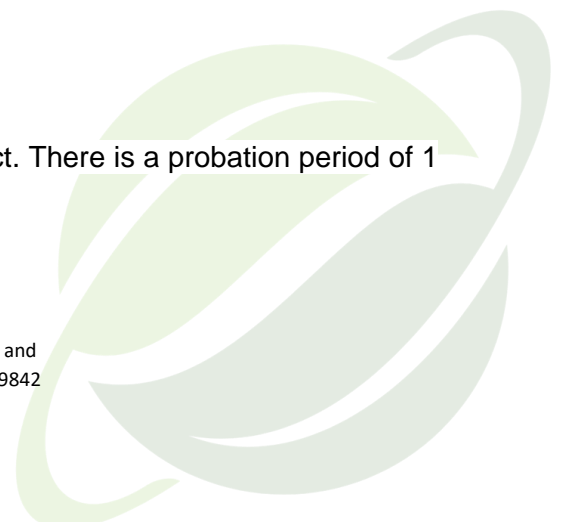 ct. There is a probation period of 1
and
9842